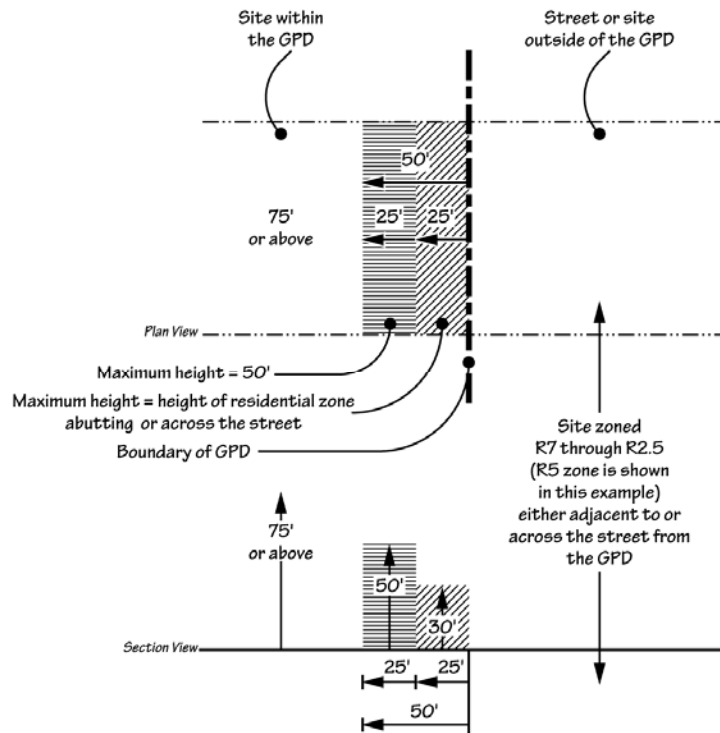 Site within
the GPD
Street or site
outside of the GPD
50'
75'
or above
25'
25'
Plan View
Maximum height = 50'
Maximum height = height of residential zone
abutting or across the street
Boundary of GPD
Site zoned
R7 through R2.5
(R5 zone is shown
in this example)
either adjacent to or
across the street from
the GPD
75'
or above
50'
30'
Section View
25'
25'
50'